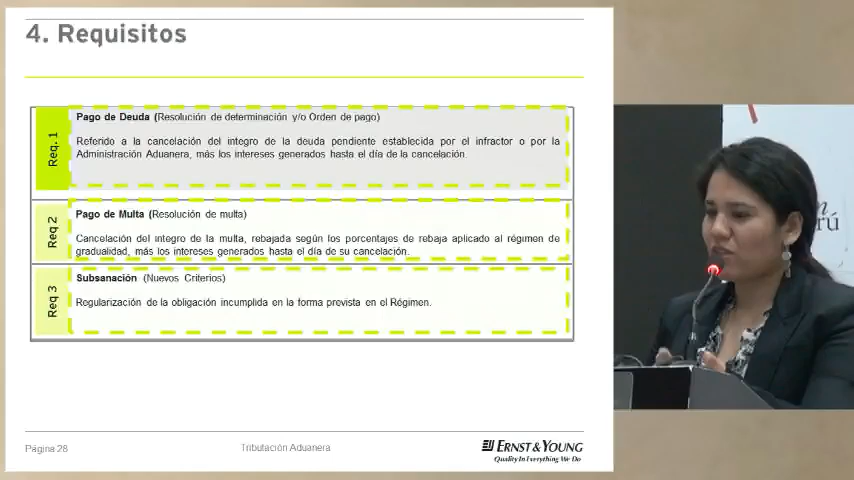 4. Requisitos
Req. 1
Pago de Deuda (Resolución de determinación y/o Orden de pago)
Referido a la cancelación del integro de la deuda pendiente establecida por el infractor o por la
Administración Aduanera, más los intereses generados hasta el día de la cancelación.
Req 2
Pago de Multa (Resolución de multa)
Cancelación del integro de la multa, rebajada según los porcentajes de rebaja aplicado al régimen de
gradualidad, más los intereses generados hasta el día de su cancelación.
Req 3
Subsanación (Nuevos Criterios)
Regularización de la obligación incumplida en la forma prevista en el Régimen.
Página 28
Tributación Aduanera
ERNST & YOUNG
Quality In Everything We Do
rú